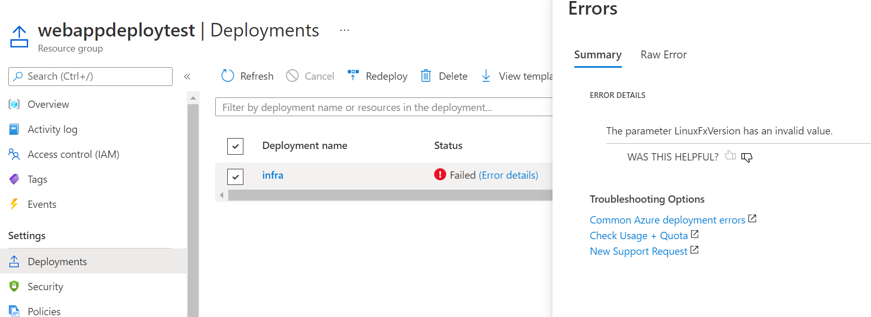 webappdeploytest | Deployments ...
Resource group
Search (Ctrl+/)
«
Overview
Activity log
Access control (IAM)
Tags
Events
Settings
Deployments
Security
Policies
Refresh
Cancel
Redeploy
Delete
View templa
Filter by deployment name or resources in the deployment...
Deployment name
Status
infra
Failed (Error details)
Errors
Summary
Raw Error
ERROR DETAILS
The parameter LinuxFxVersion has an invalid value.
WAS THIS HELPFUL?
Troubleshooting Options
Common Azure deployment errors
Check Usage + Quota
New Support Request